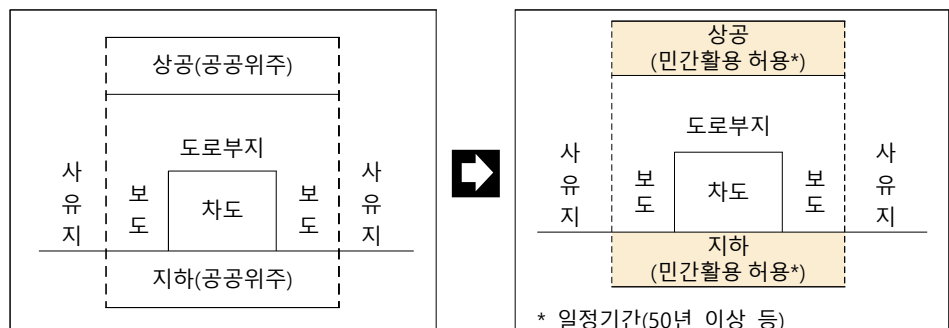 상공(공공위주)
도로부지
사
유
지
보
도
차도
보
도
사
유
지
지하(공공위주)
상공
(민간활용 허용*)
도로부지
사
유
지
보
도
차도
보
도
사
유
지
지하
(민간활용 허용*)
* 일정기간(50년 이상 등)